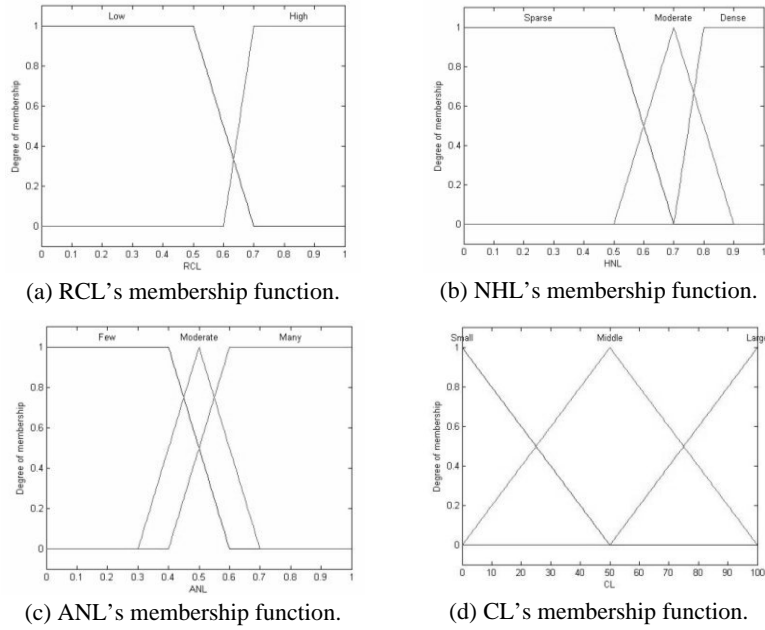 Low High
Degree of membership
1
0.8
0.6
0.4
0.2
0
0 0.1 0.2 0.3 0.4 0.5 0.6 0.7 0.8 0.9 1
RCL
(a) RCL's membership function.
Sparse Moderate Dense
Degree of membership
1
0.8
0.6
0.4
0.2
0
0 0.1 0.2 0.3 0.4 0.5 0.6 0.7 0.8 0.9 1
HNL
(b) NHL's membership function.
Few Moderate Many
Degree of membership
1
0.8
0.6
0.4
0.2
0
0 0.1 0.2 0.3 0.4 0.5 0.6 0.7 0.8 0.9 1
ANL
(c) ANL's membership function.
Small Middle Large
Degree of membership
1
0.8
0.6
0.4
0.2
0
0 10 20 30 40 50 60 70 80 90 100
CL
(d) CL's membership function.